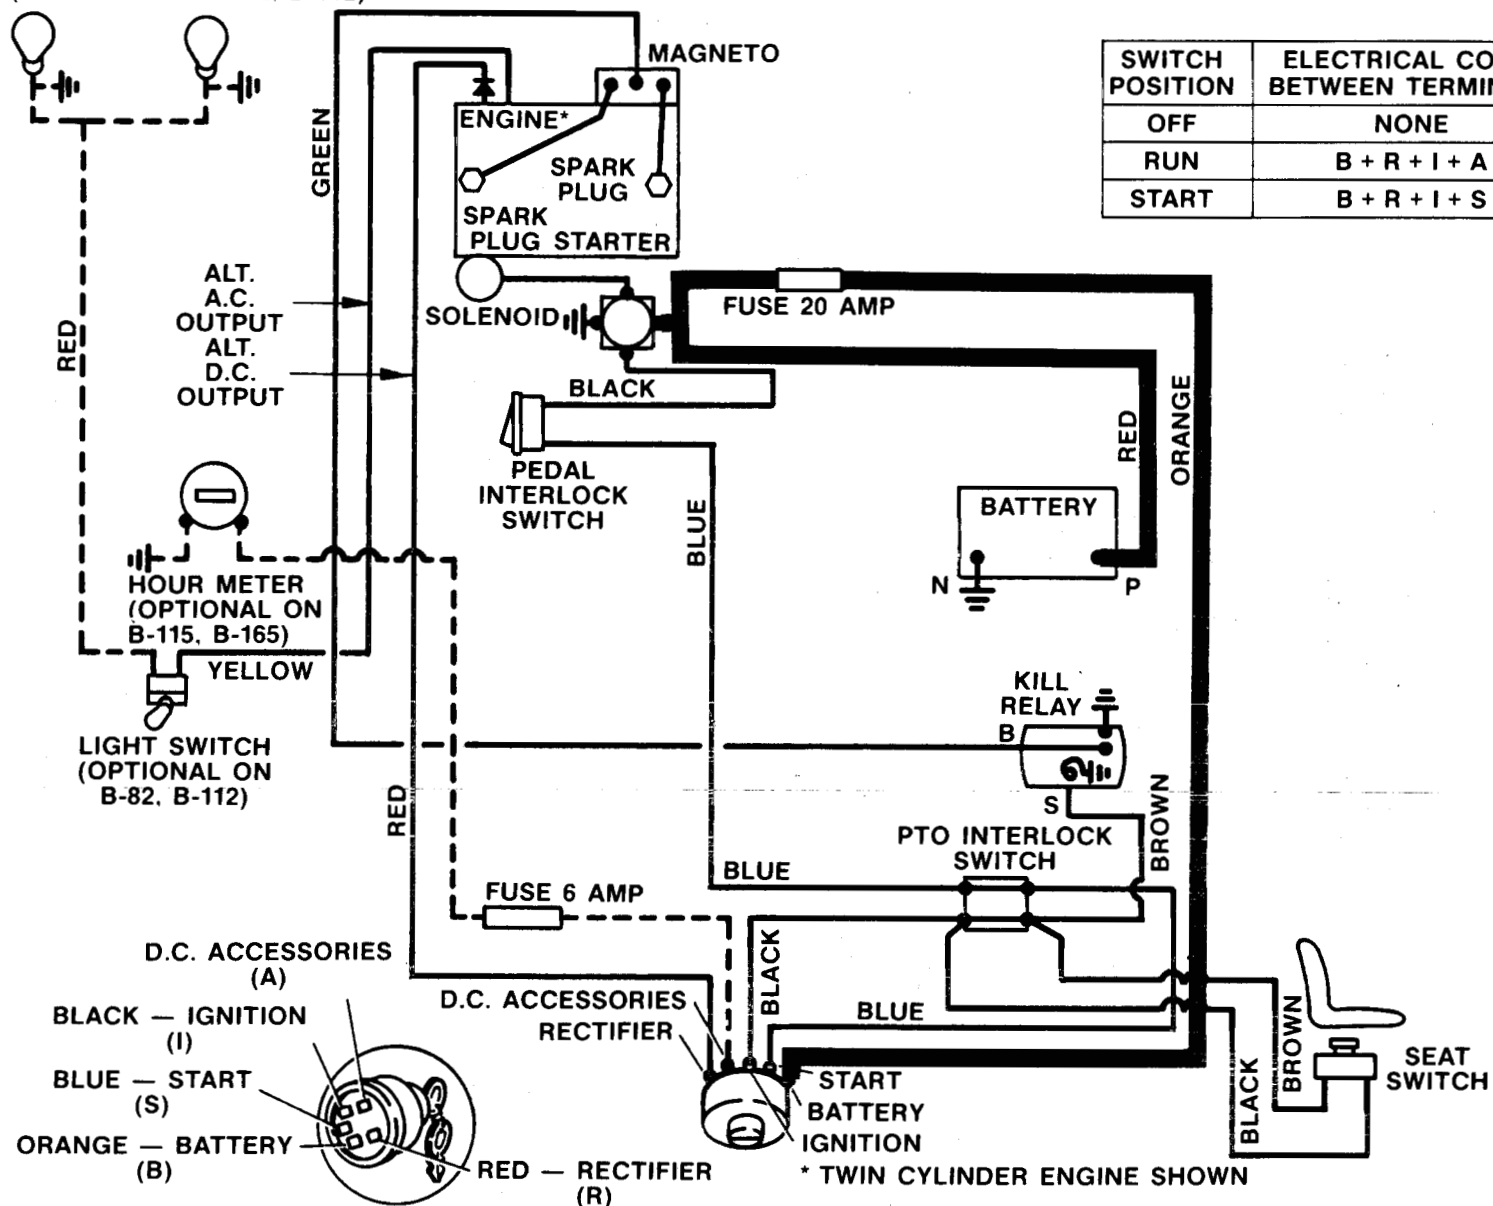 MAGNETO
ENGINE*
SPARK
PLUG
SPARK
PLUG STARTER
GREEN
SWITCH
POSITION
ELECTRICAL CO
BETWEEN TERMIN
OFF
NONE
RUN
B + R + I + A
START
B + R + I + S
ALT.
A.C.
OUTPUT
ALT.
D.C.
OUTPUT
RED
SOLENOID
FUSE 20 AMP
BLACK
PEDAL
INTERLOCK
SWITCH
BLUE
RED
ORANGE
BATTERY
N
P
HOUR METER
(OPTIONAL ON
B-115, B-165)
YELLOW
LIGHT SWITCH
(OPTIONAL ON
B-82, B-112)
RED
KILL
RELAY
B
S
BROWN
PTO INTERLOCK
SWITCH
BLUE
FUSE 6 AMP
BLACK
D.C. ACCESSORIES
RECTIFIER
BLUE
D.C. ACCESSORIES
(A)
BLACK — IGNITION
(I)
BLUE — START
(S)
ORANGE — BATTERY
(B)
RED — RECTIFIER
(R)
START
BATTERY
IGNITION
* TWIN CYLINDER ENGINE SHOWN
BLACK
BROWN
SEAT
SWITCH